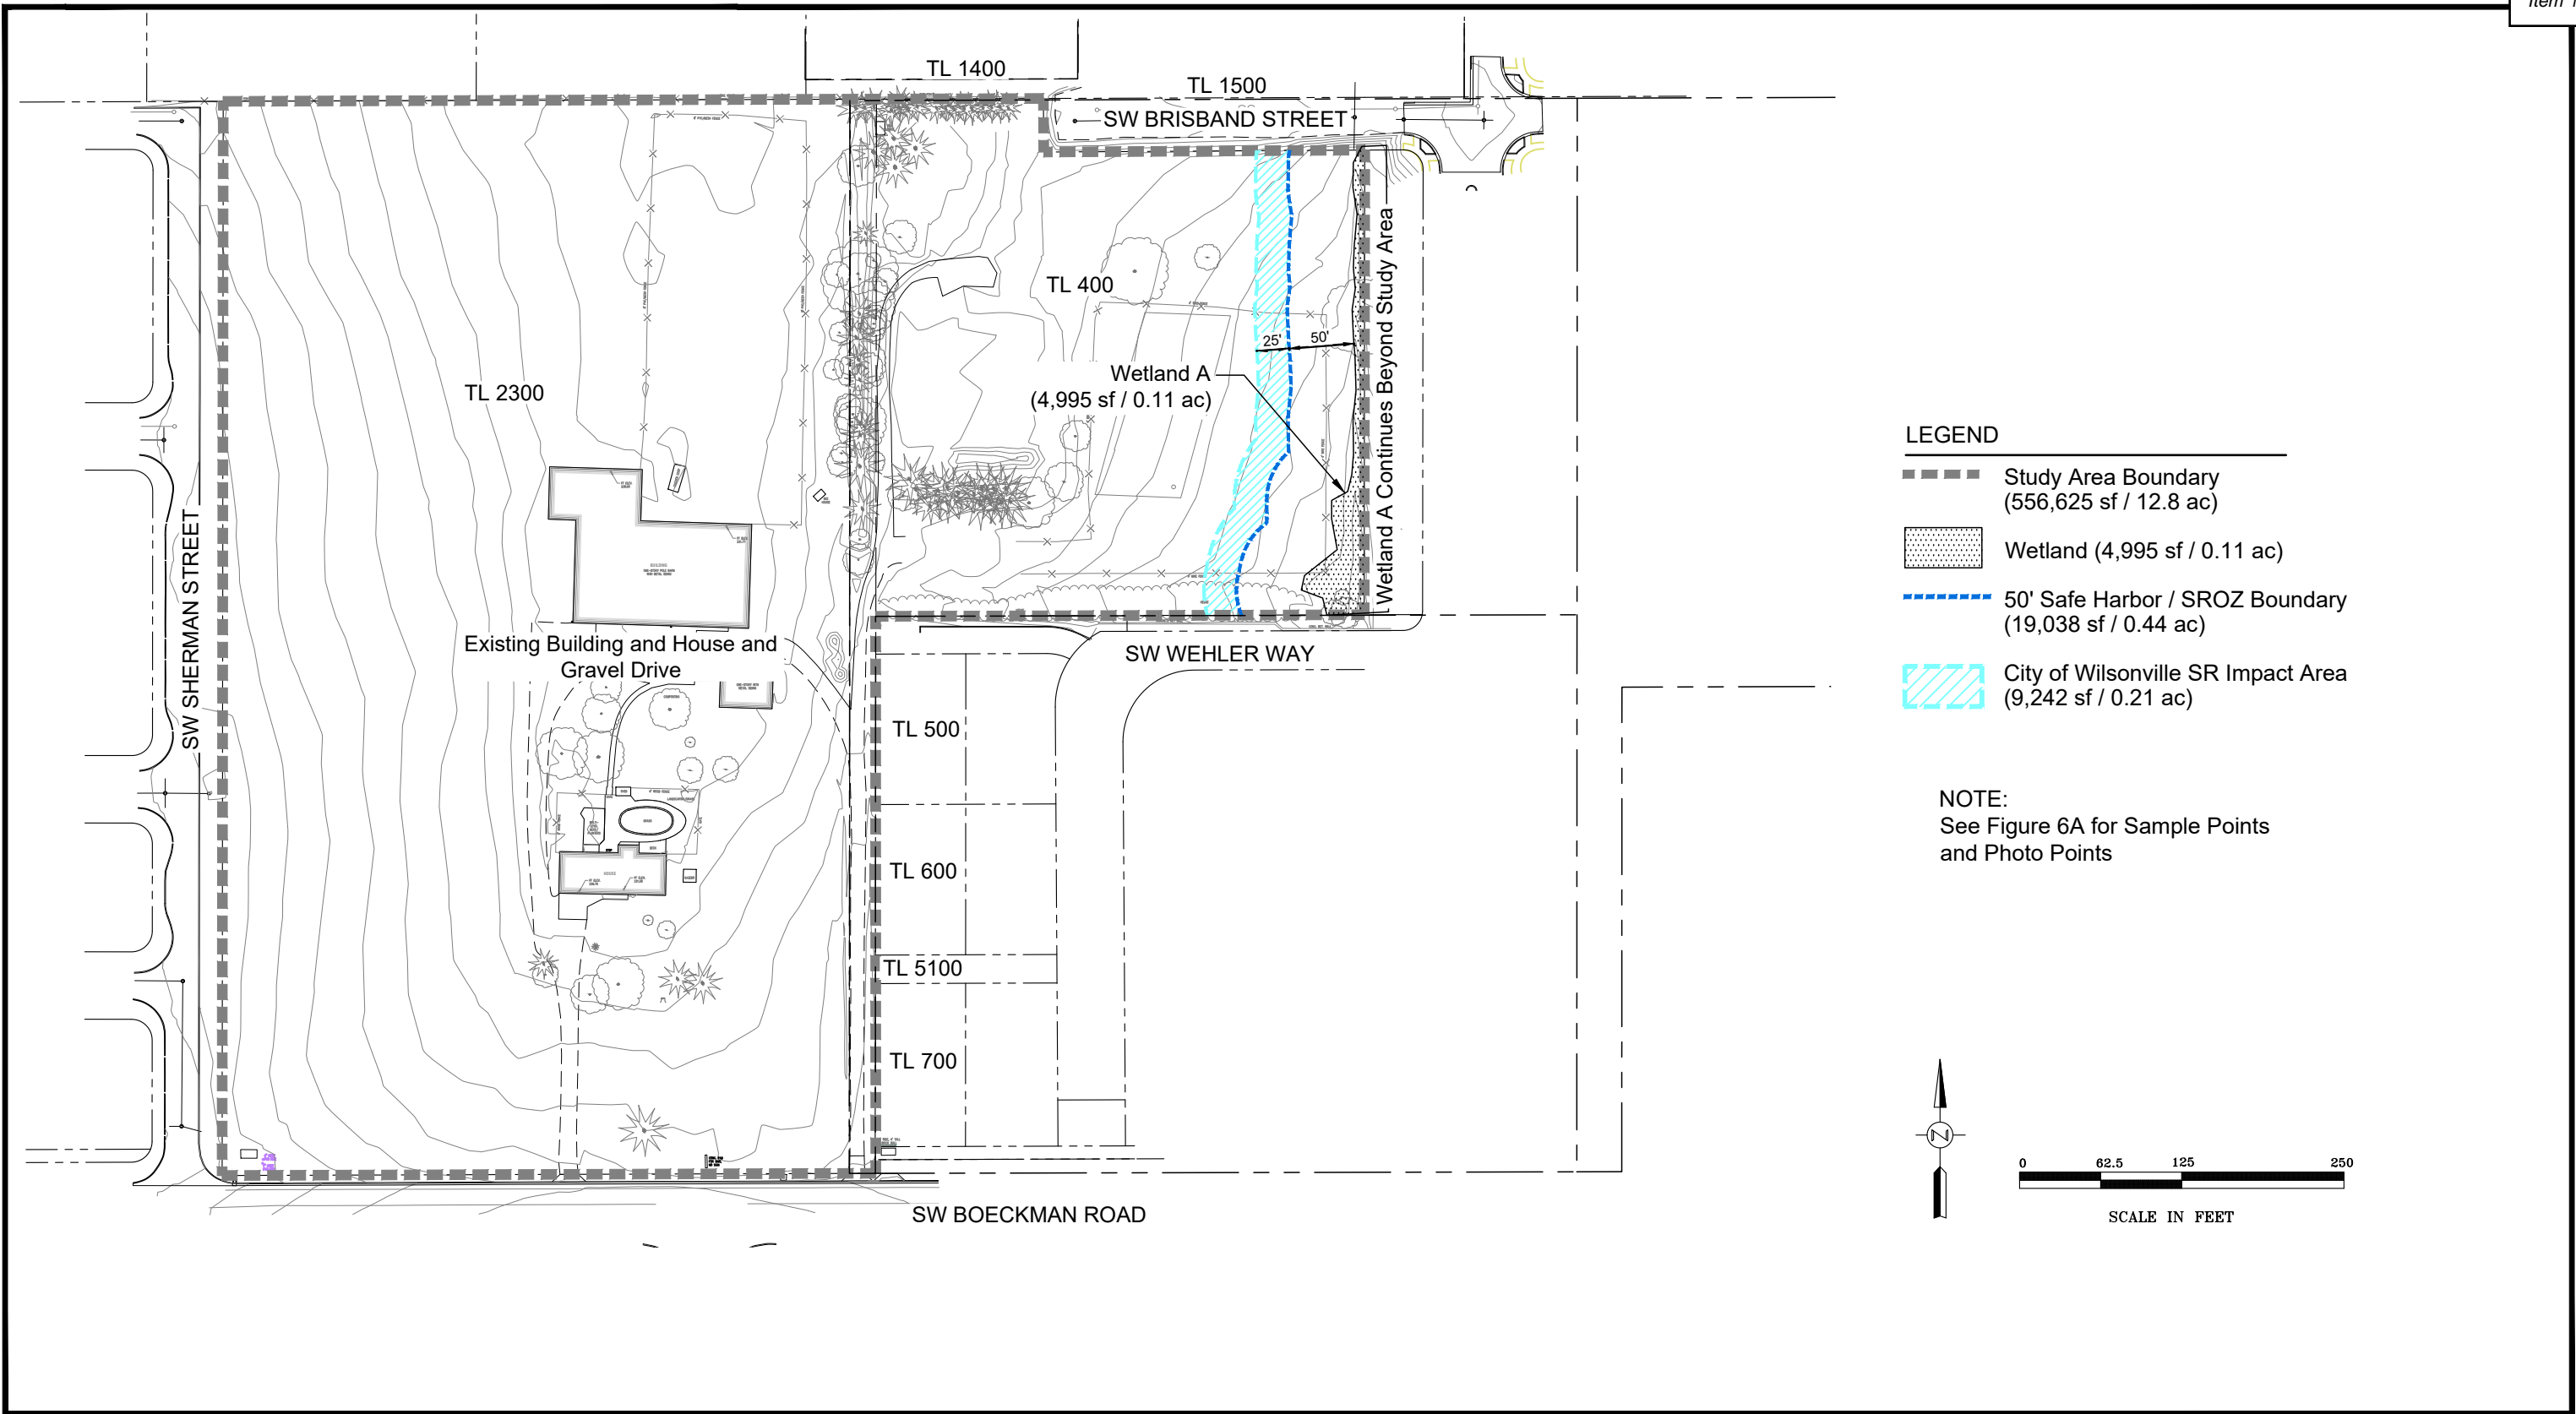 TL 1400
TL 1500
SW BRISBAND STREET
TL 400
25'
50'
Wetland A
(4,995 sf / 0.11 ac)
Wetland A Continues Beyond Study Area
TL 2300
SW SHERMAN STREET
Existing Building and House and
Gravel Drive
SW WEHLER WAY
TL 500
TL 600
TL 5100
TL 700
SW BOECKMAN ROAD
LEGEND
Study Area Boundary
(556,625 sf / 12.8 ac)
Wetland (4,995 sf / 0.11 ac)
50' Safe Harbor / SROZ Boundary
(19,038 sf / 0.44 ac)
City of Wilsonville SR Impact Area
(9,242 sf / 0.21 ac)
NOTE:
See Figure 6A for Sample Points
and Photo Points
N
0 62.5 125 250
SCALE IN FEET